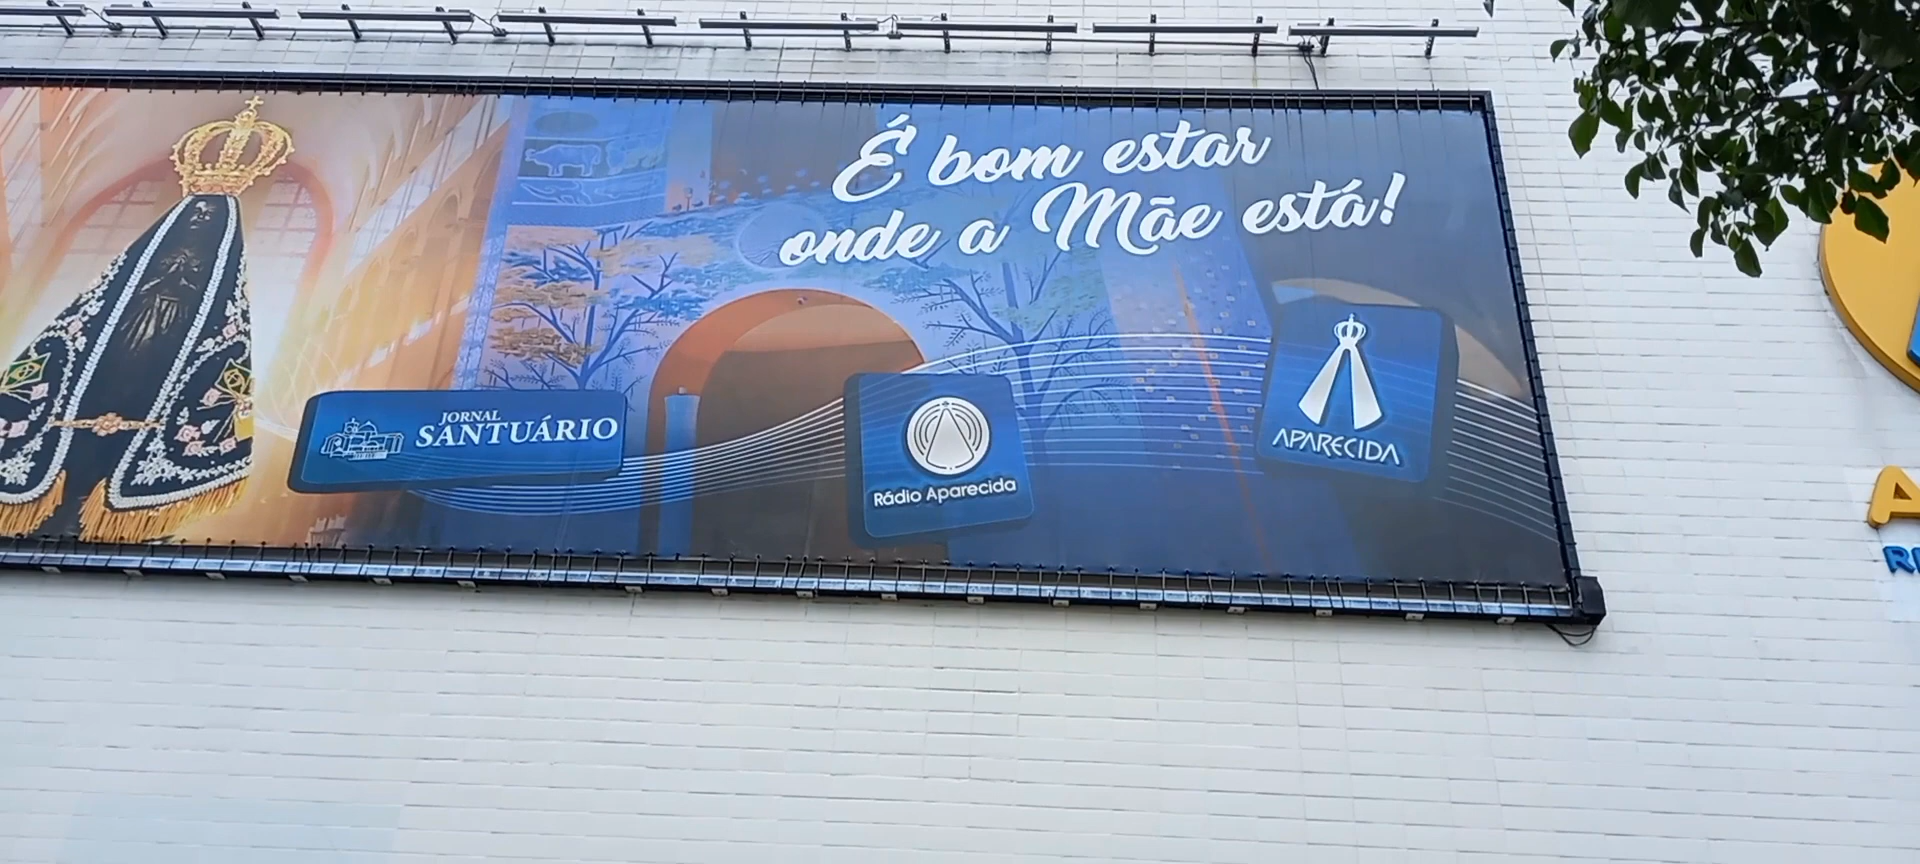 É bom estar
onde a Mãe está!
JORNAL
SANTUÁRIO
Rádio Aparecida
APARECIDA